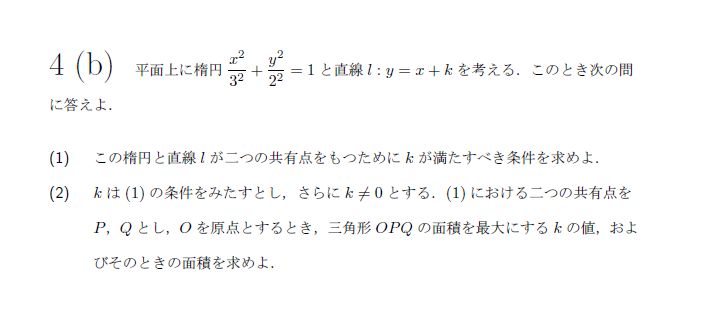 4 (b) 平面上に楕円 $\frac{x^2}{3^2} + \frac{y^2}{2^2} = 1$ と直線 $l : y = x + k$ を考える．このとき次の問
に答えよ．
(1) この楕円と直線 $l$ が二つの共有点をもつために $k$ が満たすべき条件を求めよ．
(2) $k$ は (1) の条件をみたすとし，さらに $k \neq 0$ とする．(1) における二つの共有点を
$P$，$Q$ とし，$O$ を原点とするとき，三角形 $OPQ$ の面積を最大にする $k$ の値，およ
びそのときの面積を求めよ．